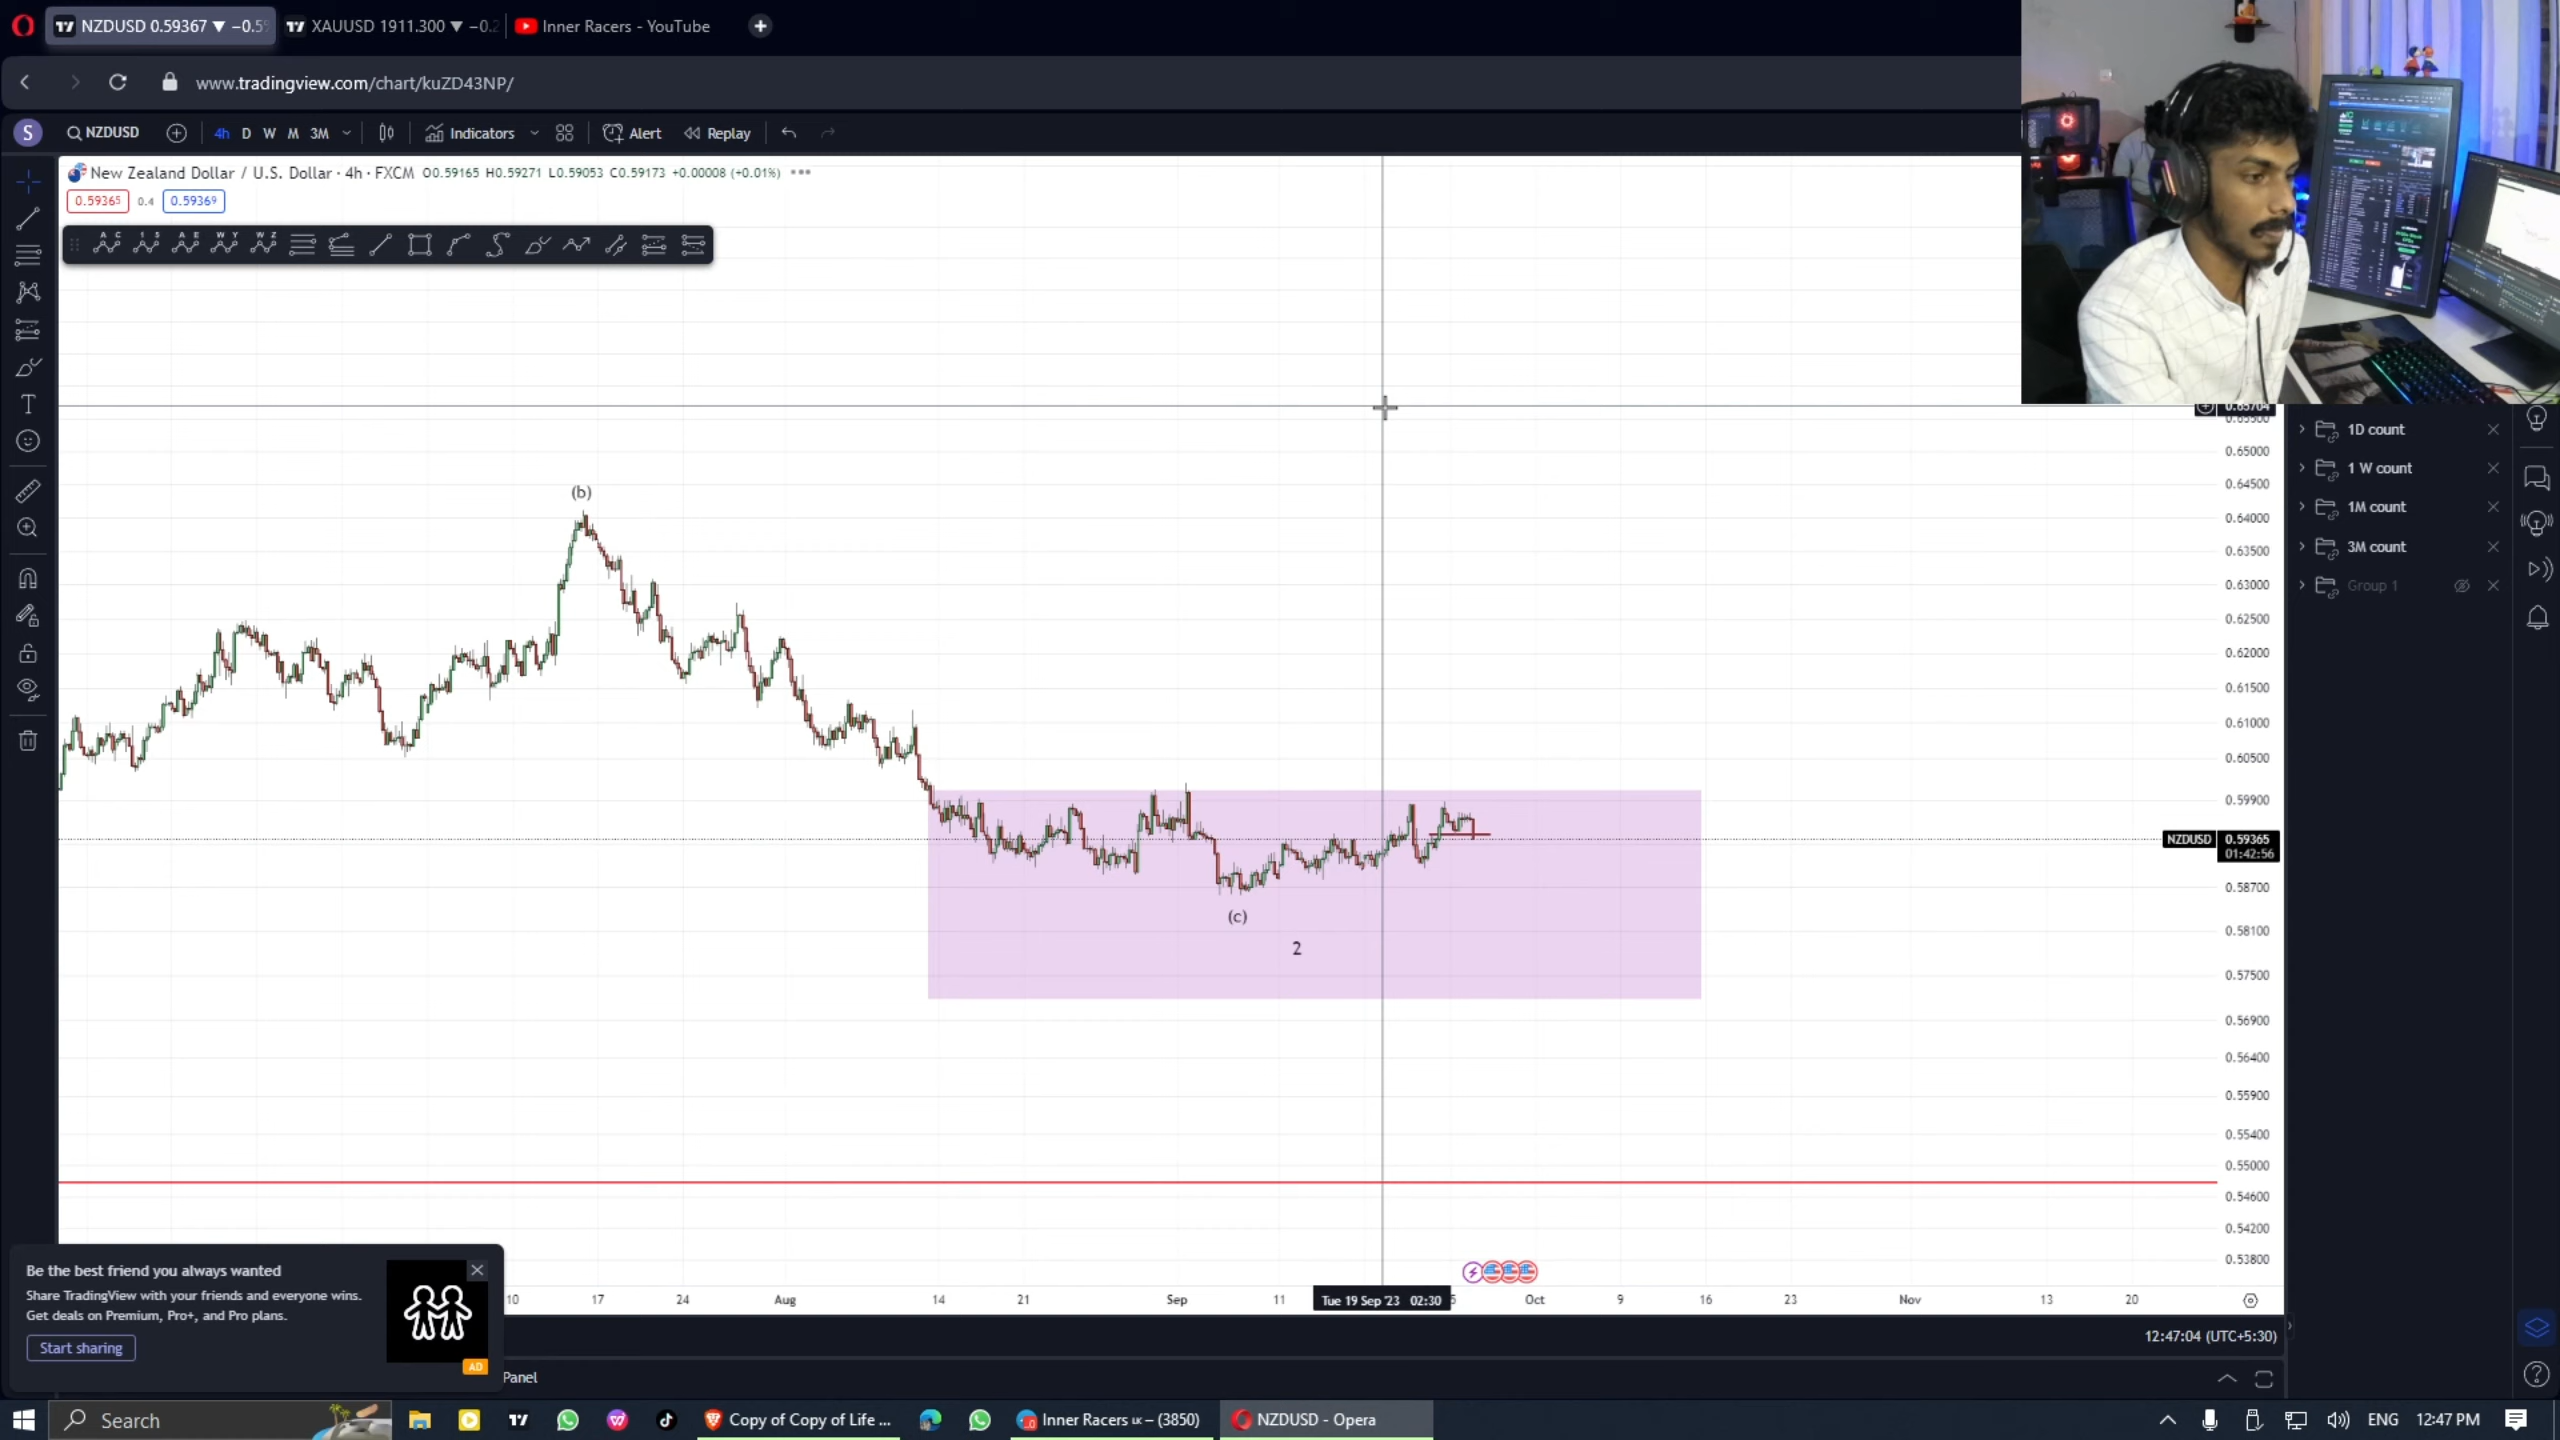 NZDUSD 0.59367 ▼ −0.5
XAUUSD 1911.300 ▼ −0.2
Inner Racers - YouTube
www.tradingview.com/chart/kuZD43NP/
S
NZDUSD
4h D W M 3M
Indicators
Alert
Replay
New Zealand Dollar / U.S. Dollar · 4h · FXCM O0.59165 H0.59271 L0.59053 C0.59173 +0.00008 (+0.01%)
0.59365 0.4 0.59369
A C
1 5
A E
W Y
W Z
(b)
(c)
2
0.65000
0.64500
0.64000
0.63500
0.63000
0.62500
0.62000
0.61500
0.61000
0.60500
0.59900
NZDUSD 0.59365
01:42:56
0.58700
0.58100
0.57500
0.56900
0.56400
0.55900
0.55400
0.55000
0.54600
0.54200
0.53800
1D count
1 W count
1M count
3M count
Group 1
10 17 24 Aug 14 21 Sep 11 Tue 19 Sep '23 02:30 Oct 9 16 23 Nov 13 20
12:47:04 (UTC+5:30)
Be the best friend you always wanted
Share TradingView with your friends and everyone wins.
Get deals on Premium, Pro+, and Pro plans.
Start sharing
AD
Panel
Search
Copy of Copy of Life ...
Inner Racers ʟᴋ – (3850)
NZDUSD - Opera
ENG 12:47 PM